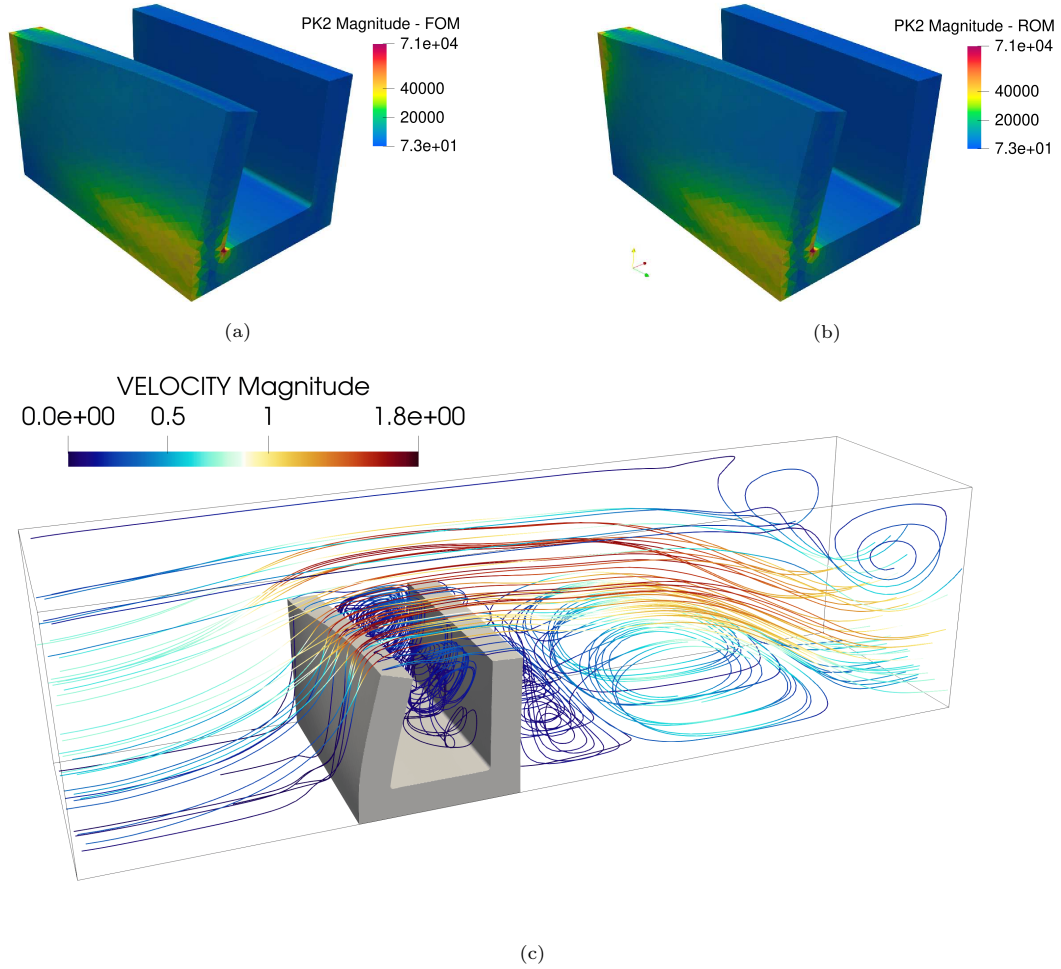 PK2 Magnitude - FOM
7.1e+04
40000
20000
7.3e+01
(a)
PK2 Magnitude - ROM
7.1e+04
40000
20000
7.3e+01
(b)
VELOCITY Magnitude
0.0e+00 0.5 1 1.8e+00
(c)